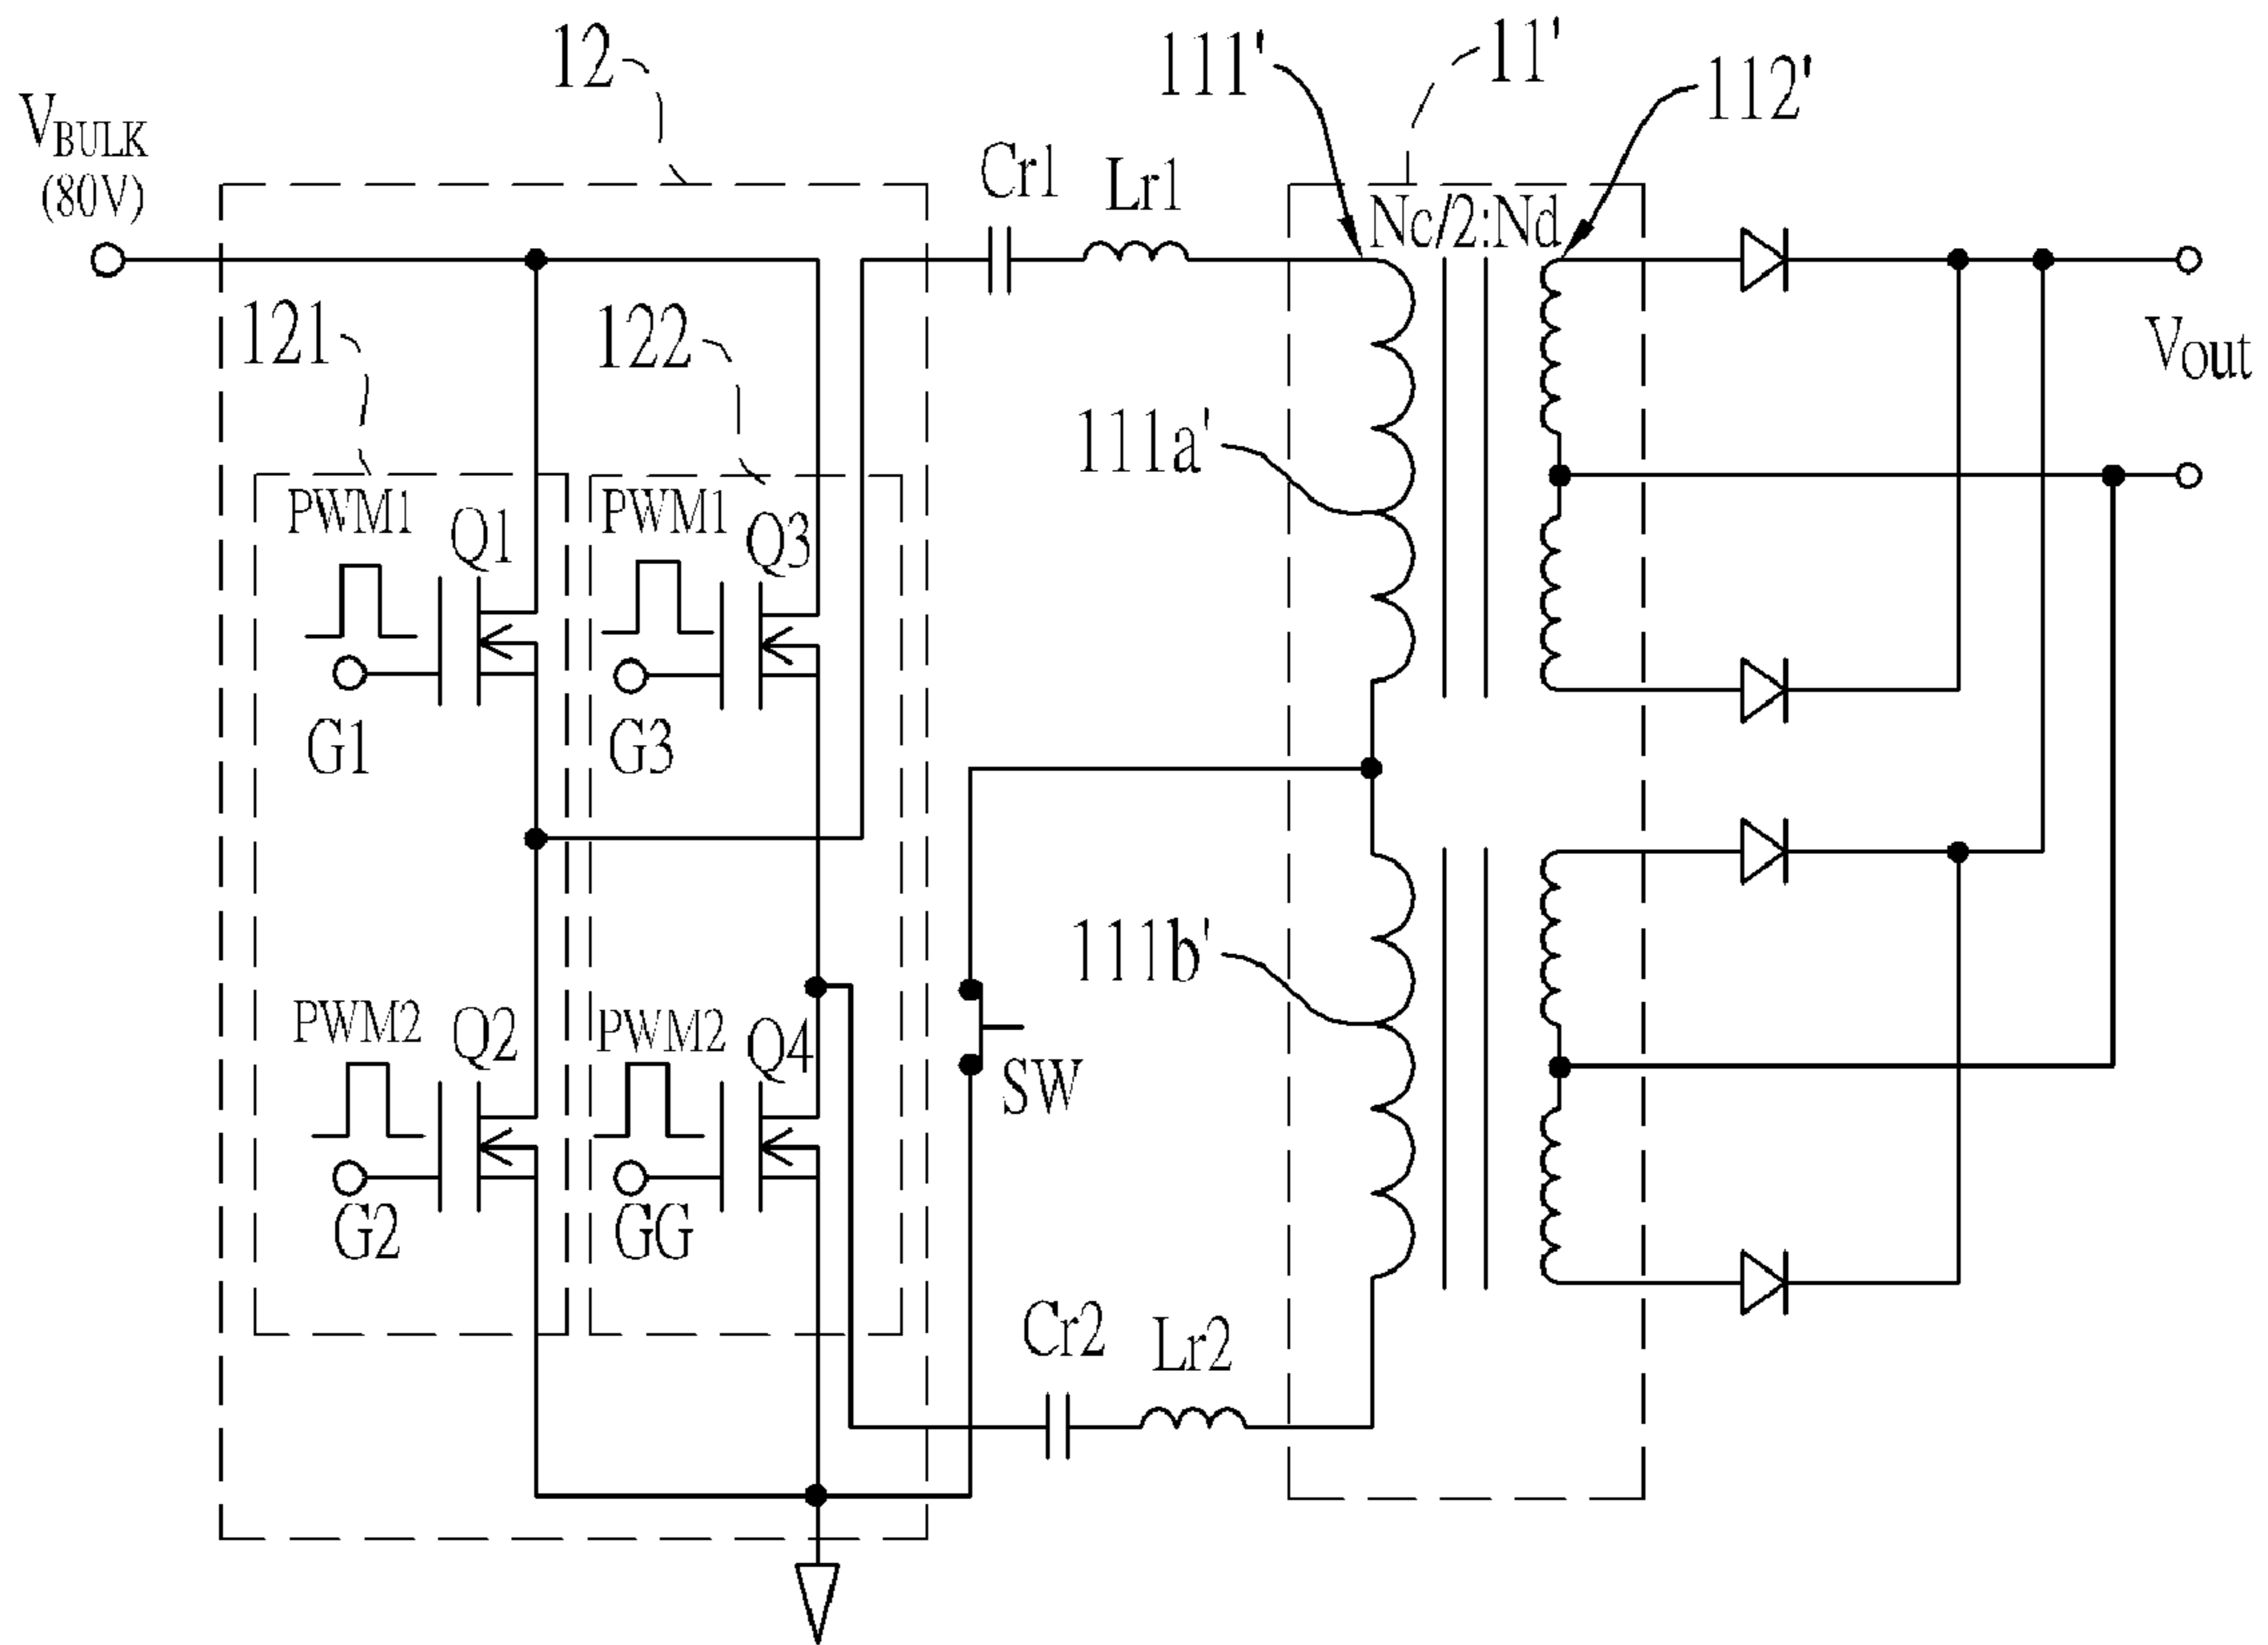 12
111'
11'
112'
VBULK
(80V)
Cr1
Lr1
Nc/2:Nd
121
122
Vout
111a'
PWM1
Q1
PWM1
Q3
G1
G3
111b'
PWM2
Q2
PWM2
Q4
SW
G2
GG
Cr2
Lr2